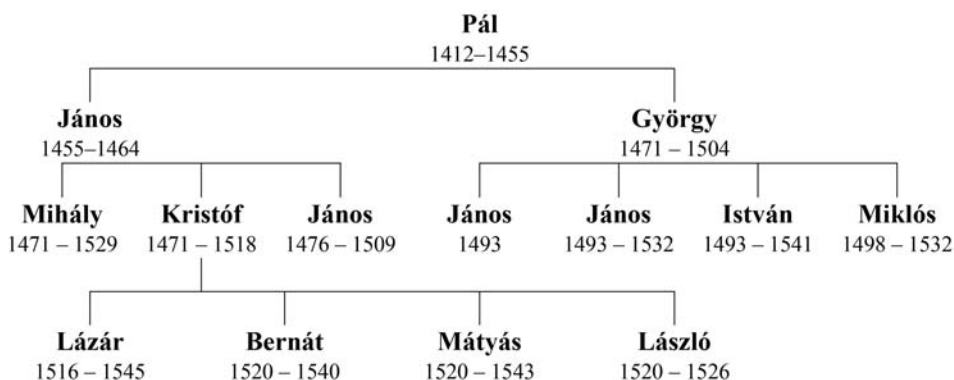 Pál
1412–1455
János György
1455–1464 1471 – 1504
Mihály Kristóf János János János István Miklós
1471 – 1529 1471 – 1518 1476 – 1509 1493 1493 – 1532 1493 – 1541 1498 – 1532
Lázár Bernát Mátyás László
1516 – 1545 1520 – 1540 1520 – 1543 1520 – 1526